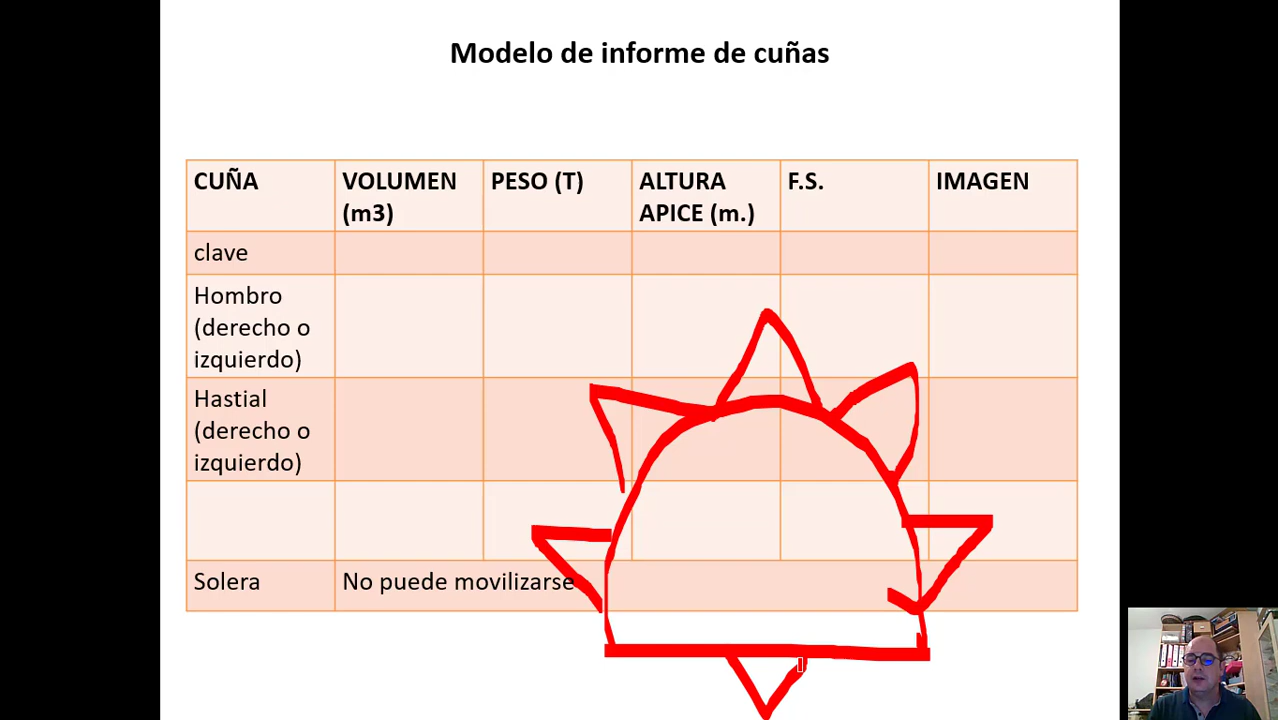 Modelo de informe de cuñas
CUÑA
VOLUMEN
(m3)
PESO (T)
ALTURA
APICE (m.)
F.S.
IMAGEN
clave
Hombro
(derecho o
izquierdo)
Hastial
(derecho o
izquierdo)
Solera
No puede movilizarse